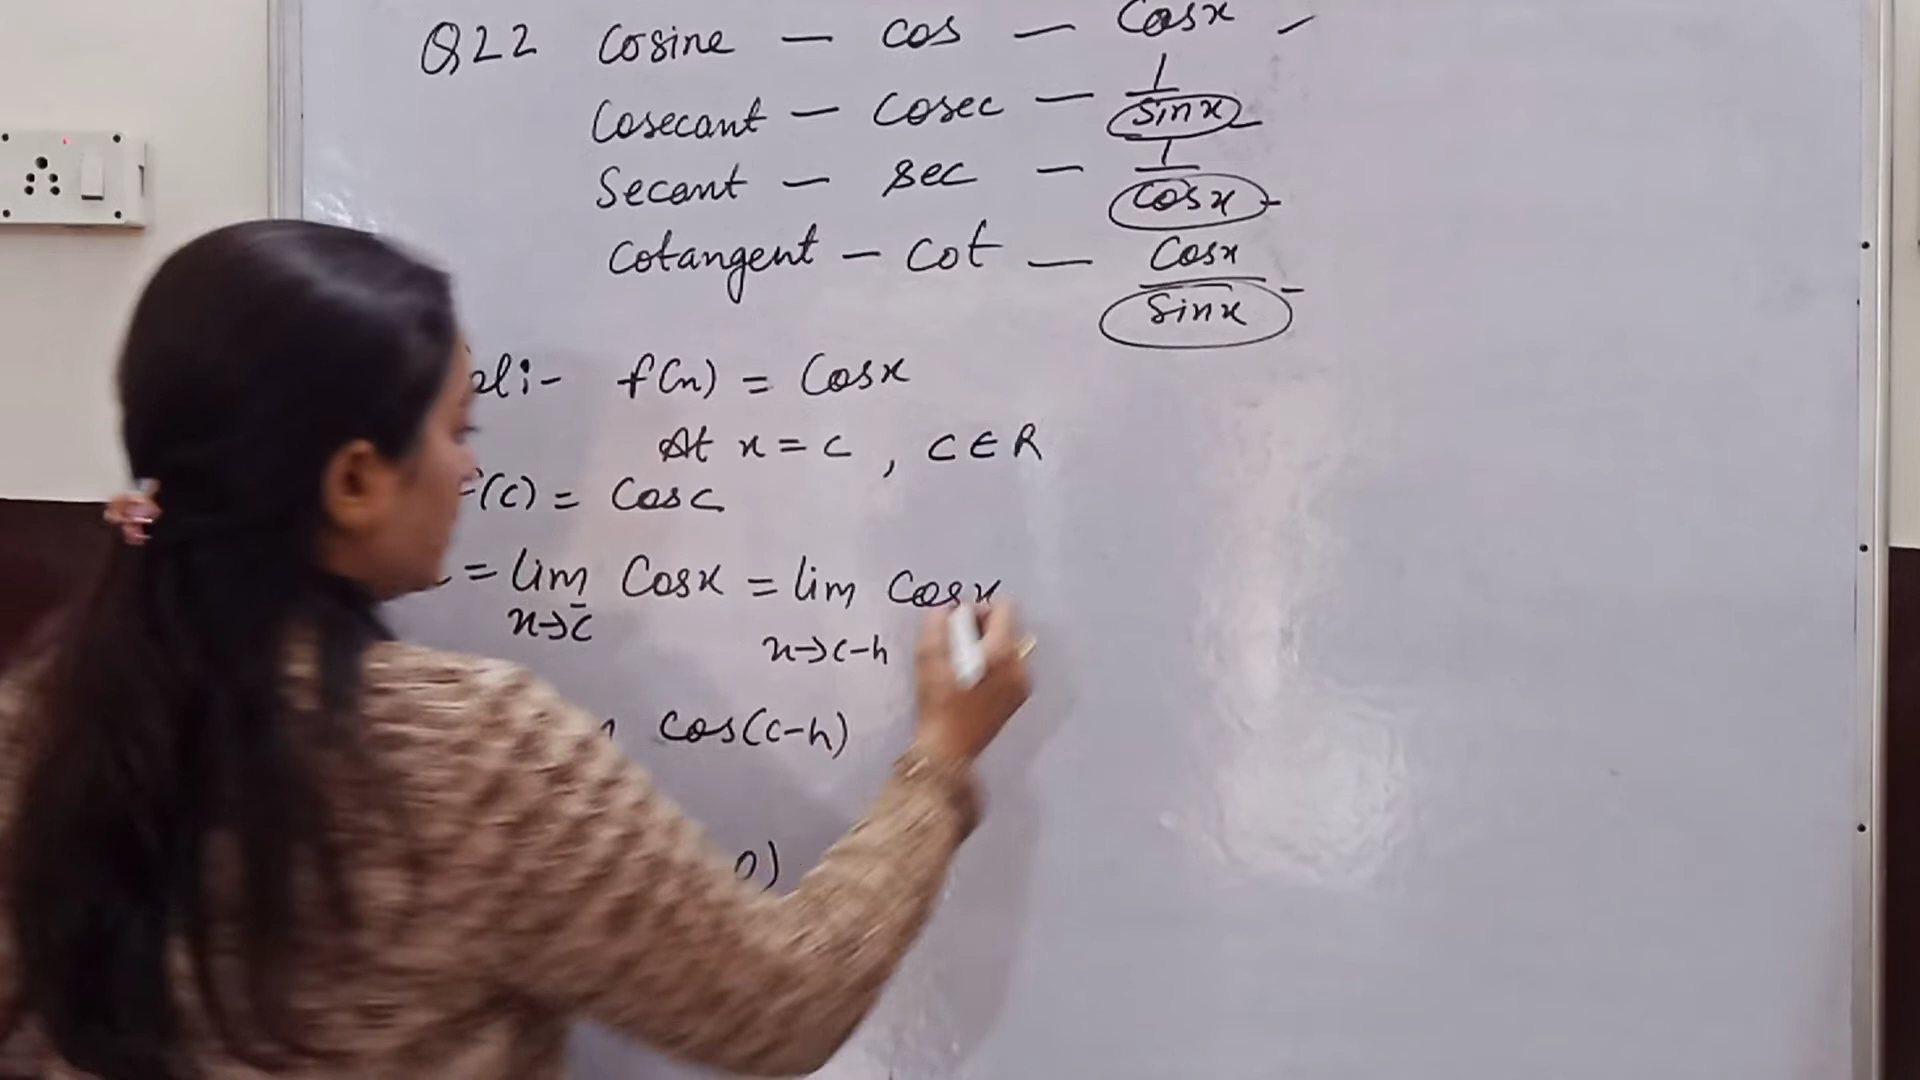 Q22 Cosine — cos — Cosx
Cosecant — Cosec — 1/sinx
Secant — sec — 1/cosx
Cotangent — cot — Cosx/sinx
f(n) = Cosx
At x = c , C ∈ R
(c) = Cosc
= lim x→c⁻ Cosx = lim x→c-h Cosx
cos(c-h)
0)